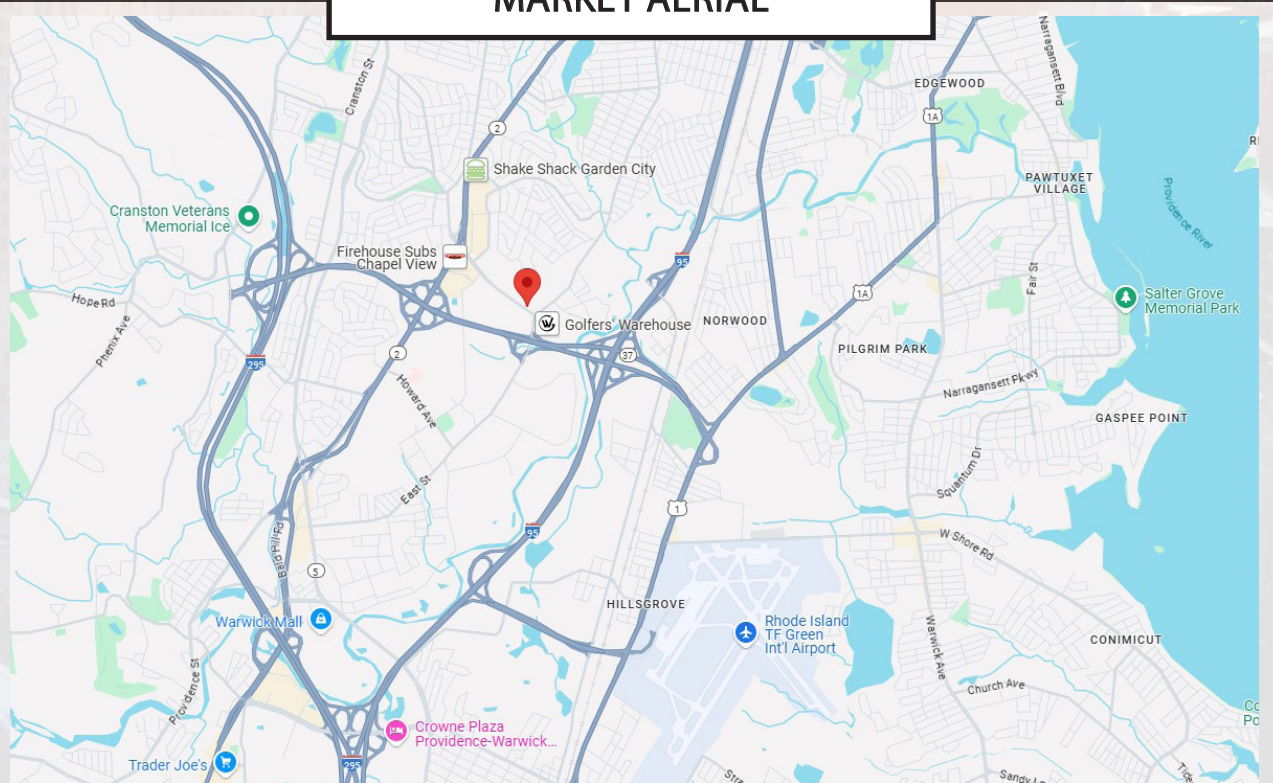 MARKET AERIAL
Cranston St
Narragansett Blvd
EDGEWOOD
1A
2
Shake Shack Garden City
PAWTUXET
VILLAGE
Providence River
Cranston Veterans
Memorial Ice
Firehouse Subs
Chapel View
95
Fair St
Hope Rd
Phenix Ave
1A
Salter Grove
Memorial Park
Golfers' Warehouse
NORWOOD
PILGRIM PARK
37
2
295
Howard Ave
Narragansett Pkwy
GASPEE POINT
East St
Squantum Dr
1
95
Bald Hill Rd
W Shore Rd
5
HILLSGROVE
Warwick Mall
Rhode Island
TF Green
Int'l Airport
Warwick Ave
CONIMICUT
Providence St
Church Ave
Crowne Plaza
Providence-Warwick...
Trader Joe's
295